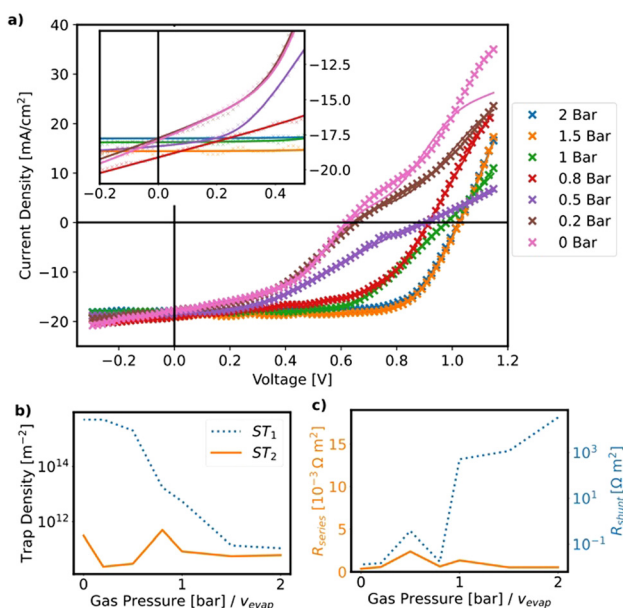 a)
Current Density [mA/cm²]
40
30
20
10
0
−10
−20
−12.5
−15.0
−17.5
−20.0
−0.2 0.0 0.2 0.4
2 Bar
1.5 Bar
1 Bar
0.8 Bar
0.5 Bar
0.2 Bar
0 Bar
−0.2 0.0 0.2 0.4 0.6 0.8 1.0 1.2
Voltage [V]
b)
Trap Density [m⁻²]
10¹⁴
10¹²
ST₁
ST₂
0 1 2
Gas Pressure [bar] / v_evap
c)
R_series [10⁻³ Ω m²]
15
10
5
0
10³
10¹
10⁻¹
R_shunt [Ω m²]
0 1 2
Gas Pressure [bar] / v_evap